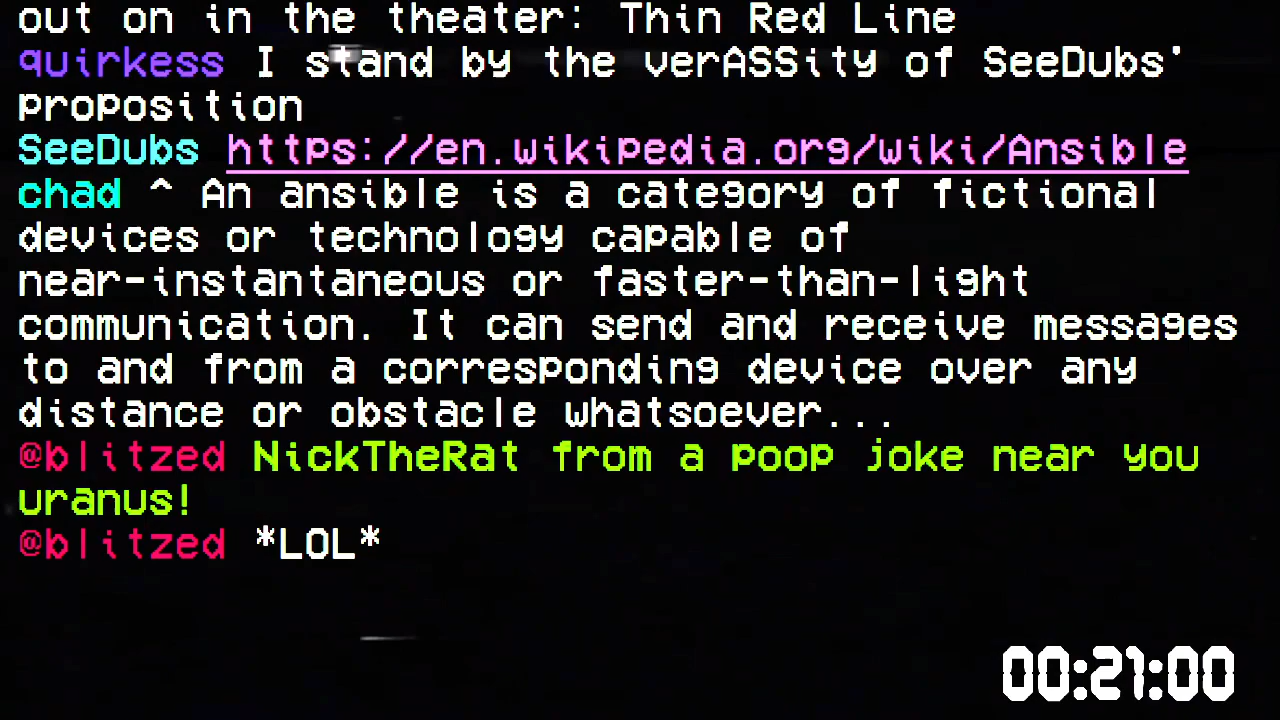 out on in the theater: Thin Red Line
quirkess I stand by the verASSity of SeeDubs'
proposition
SeeDubs https://en.wikipedia.org/wiki/Ansible
chad ^ An ansible is a category of fictional
devices or technology capable of
near-instantaneous or faster-than-light
communication. It can send and receive messages
to and from a corresponding device over any
distance or obstacle whatsoever...
@blitzed NickTheRat from a poop joke near you
uranus!
@blitzed *LOL*
00:21:00